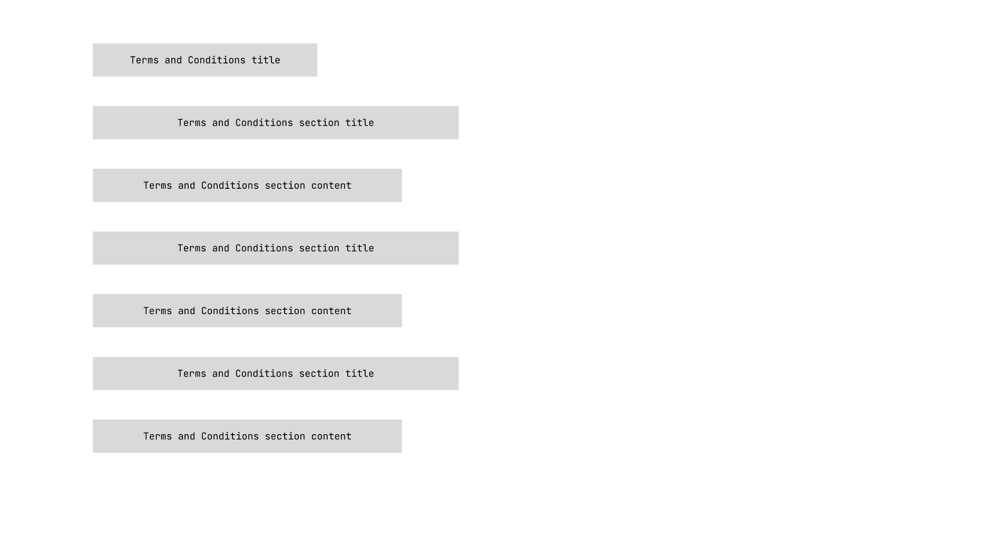 Terms and Conditions title
Terms and Conditions section title
Terms and Conditions section content
Terms and Conditions section title
Terms and Conditions section content
Terms and Conditions section title
Terms and Conditions section content